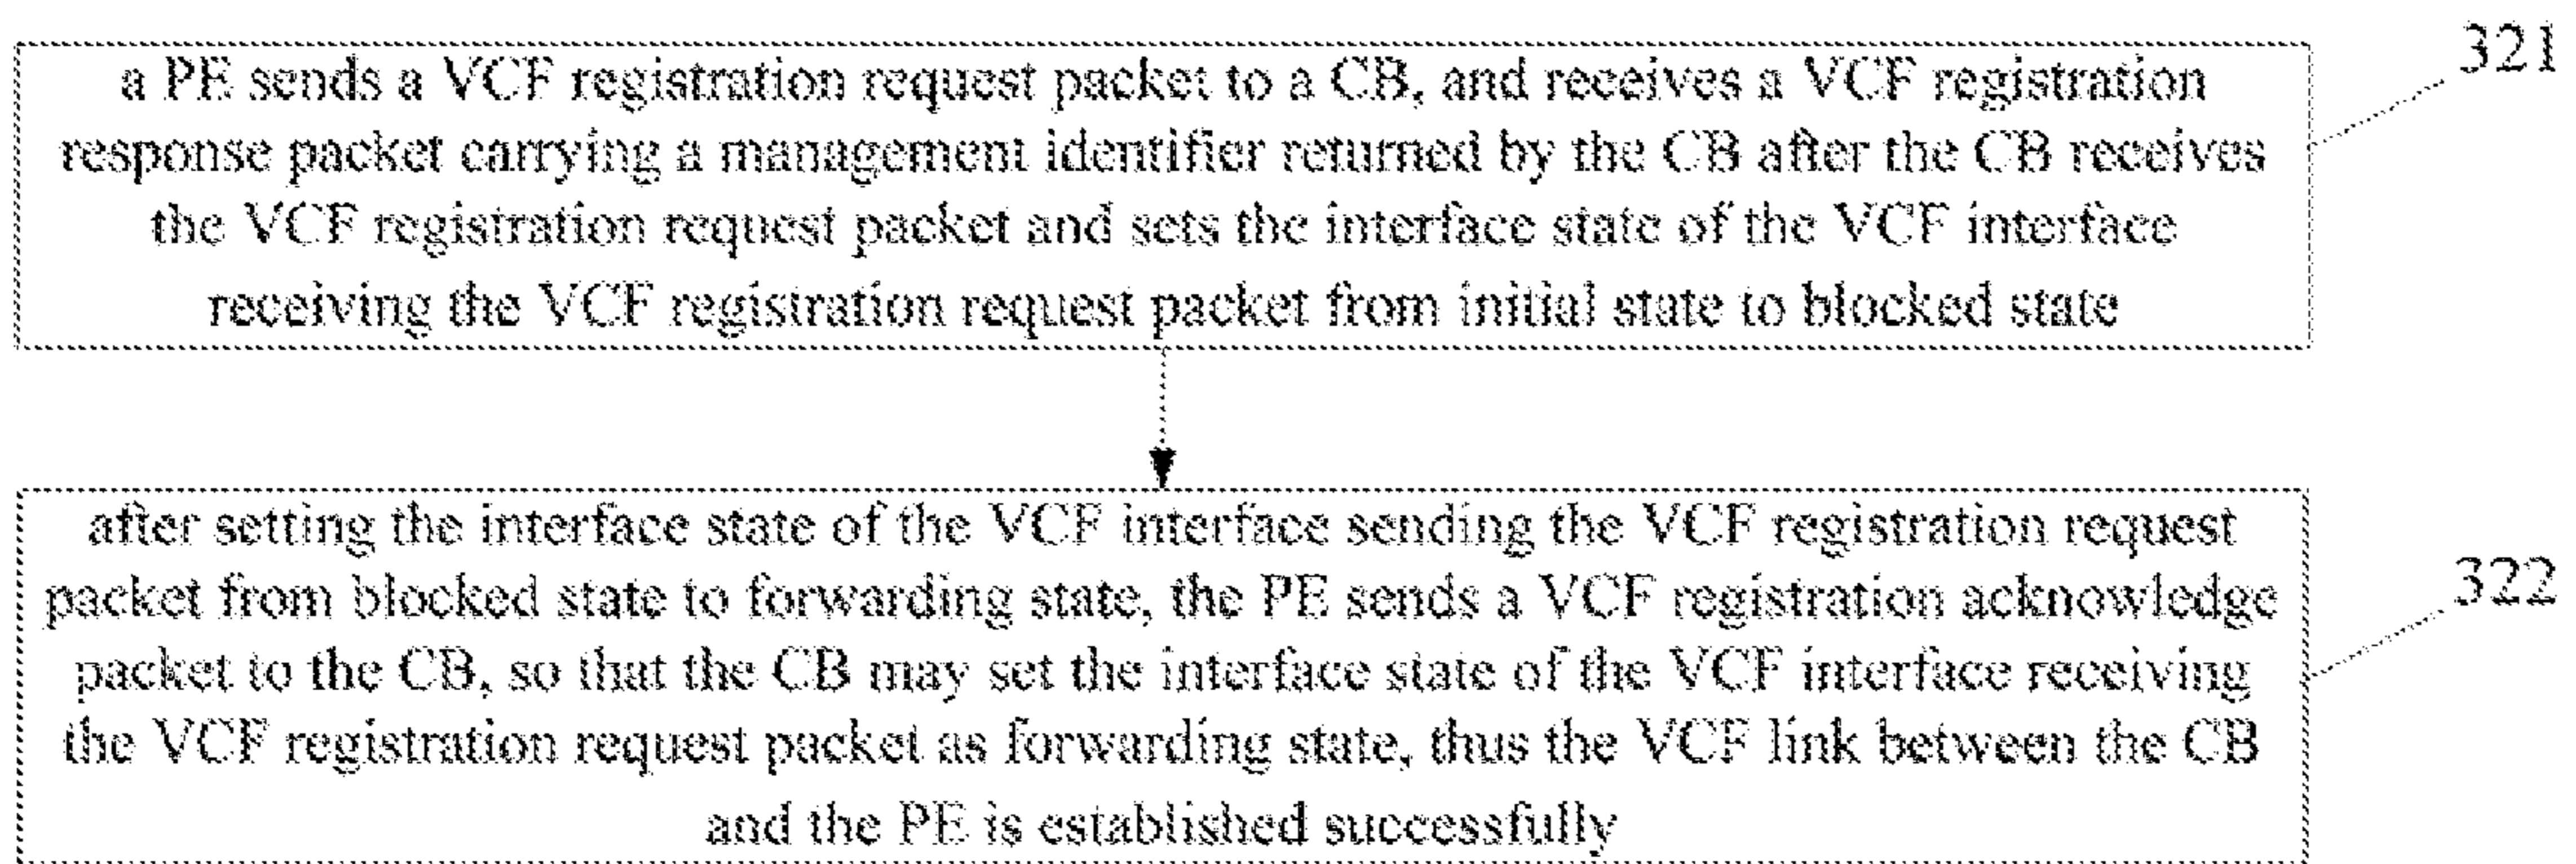 321
a PE sends a VCF registration request packet to a CB, and receives a VCF registration
response packet carrying a management identifier returned by the CB after the CB receives
the VCF registration request packet and sets the interface state of the VCF interface
receiving the VCF registration request packet from initial state to blocked state
322
after setting the interface state of the VCF interface sending the VCF registration request
packet from blocked state to forwarding state, the PE sends a VCF registration acknowledge
packet to the CB, so that the CB may set the interface state of the VCF interface receiving
the VCF registration request packet as forwarding state, thus the VCF link between the CB
and the PE is established successfully